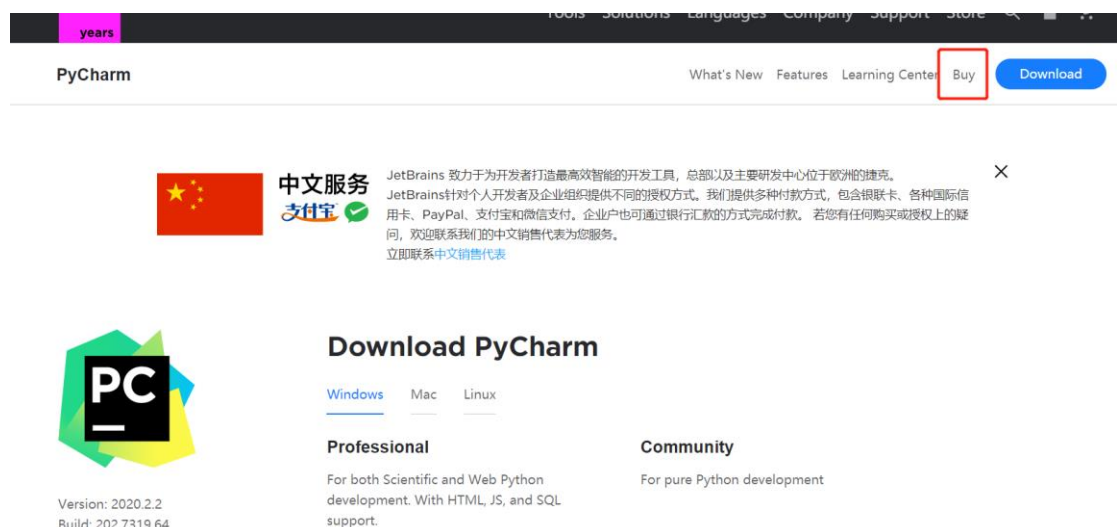 Tools Solutions Languages Company Support Store
years
PyCharm
What's New Features Learning Center Buy Download
中文服务
支付宝
JetBrains 致力于为开发者打造最高效智能的开发工具，总部以及主要研发中心位于欧洲的捷克。
JetBrains针对个人开发者及企业组织提供不同的授权方式。我们提供多种付款方式，包含银联卡、各种国际信
用卡、PayPal、支付宝和微信支付。企业户也可通过银行汇款的方式完成付款。 若您有任何购买或授权上的疑
问，欢迎联系我们的中文销售代表为您服务。
立即联系中文销售代表
PC
Download PyCharm
Windows Mac Linux
Professional
Community
For both Scientific and Web Python
development. With HTML, JS, and SQL
support.
For pure Python development
Version: 2020.2.2
Build: 202.7319.64